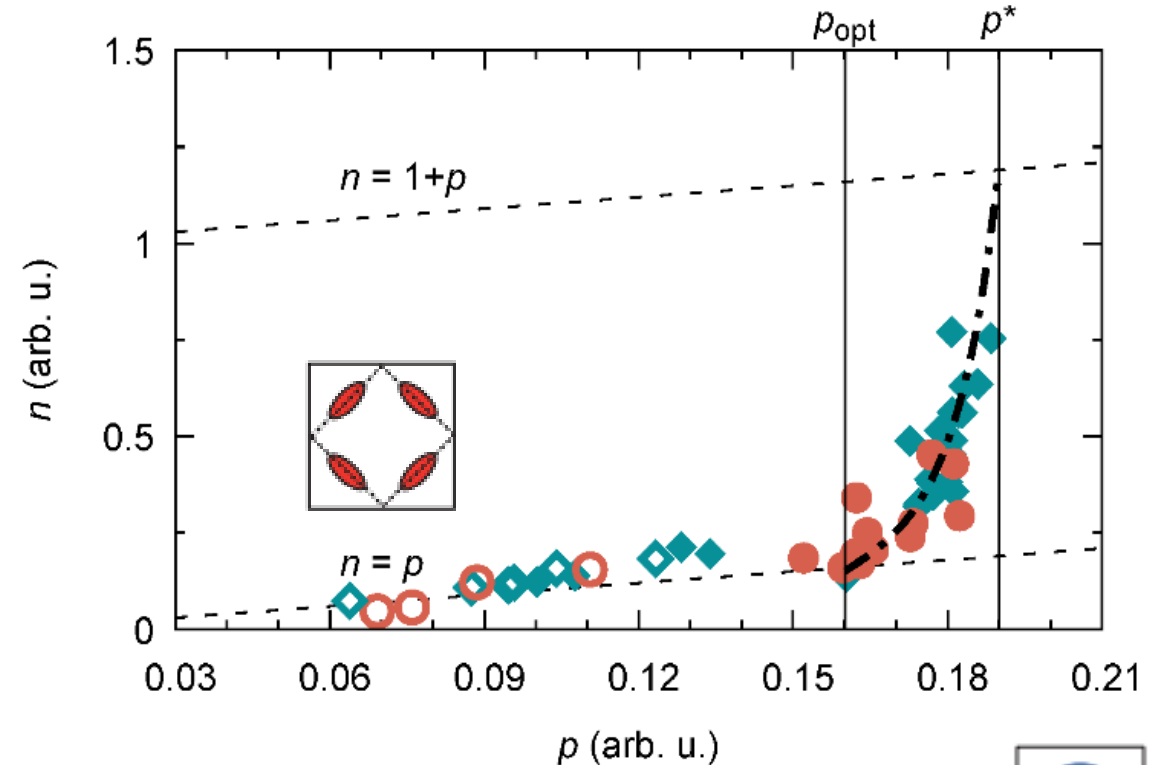 p_opt p*
1.5
n = 1+p
1
n (arb. u.)
0.5
n = p
0
0.03 0.06 0.09 0.12 0.15 0.18 0.21
p (arb. u.)